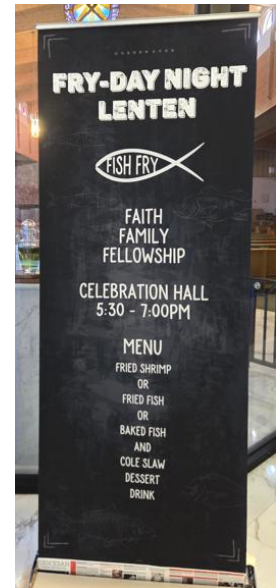 FRY-DAY NIGHT
LENTEN
FISH FRY
FAITH
FAMILY
FELLOWSHIP
CELEBRATION HALL
5:30 - 7:00PM
MENU
FRIED SHRIMP
OR
FRIED FISH
OR
BAKED FISH
AND
COLE SLAW
DESSERT
DRINK